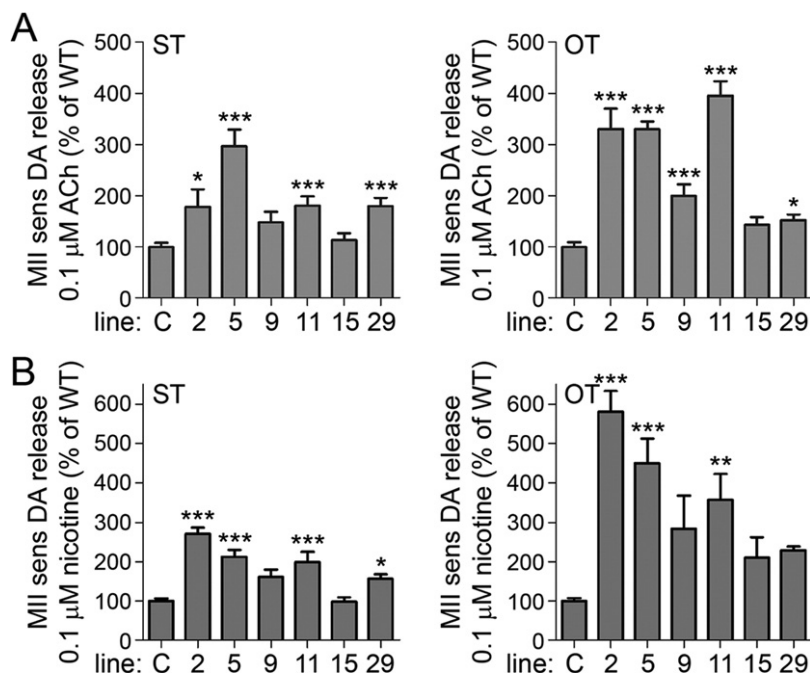 A
ST
MII sens DA release
0.1 μM ACh (% of WT)
500
400
300
200
100
0
*
***
***
***
line: C 2 5 9 11 15 29
OT
MII sens DA release
0.1 μM ACh (% of WT)
500
400
300
200
100
0
***
***
***
***
*
line: C 2 5 9 11 15 29
B
ST
MII sens DA release
0.1 μM nicotine (% of WT)
600
500
400
300
200
100
0
***
***
***
*
line: C 2 5 9 11 15 29
OT
MII sens DA release
0.1 μM nicotine (% of WT)
600
500
400
300
200
100
0
***
***
**
line: C 2 5 9 11 15 29